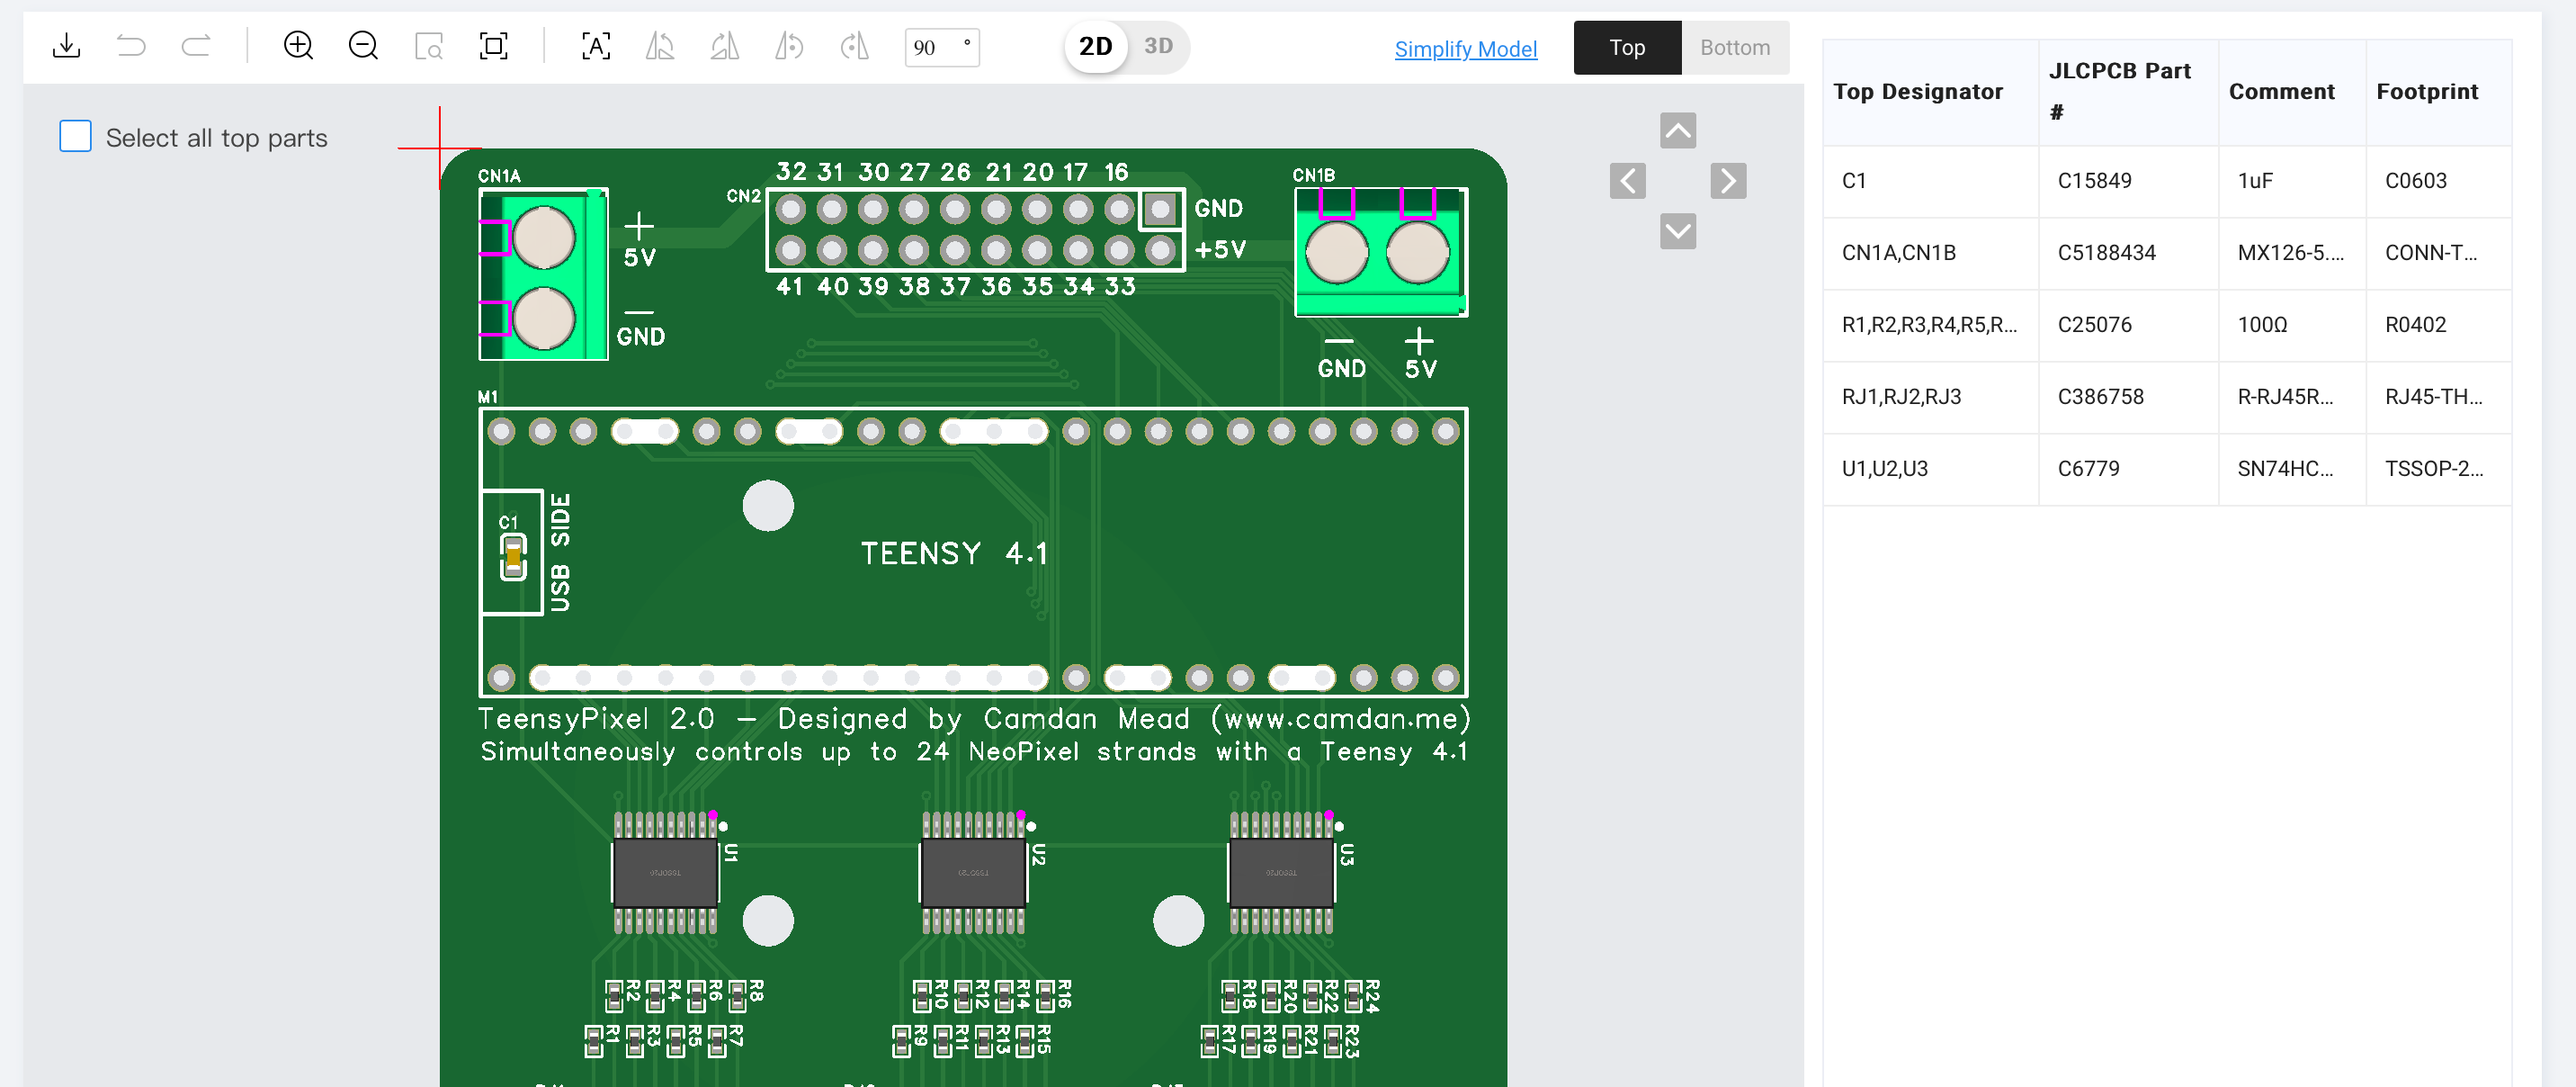 90 °
2D 3D
Simplify Model
Top Bottom
Select all top parts
Top Designator JLCPCB Part # Comment Footprint
C1 C15849 1uF C0603
CN1A,CN1B C5188434 MX126-5.... CONN-T...
R1,R2,R3,R4,R5,R... C25076 100Ω R0402
RJ1,RJ2,RJ3 C386758 R-RJ45R... RJ45-TH...
U1,U2,U3 C6779 SN74HC... TSSOP-2...
CN1A
+
5V
—
GND
CN2
32 31 30 27 26 21 20 17 16
GND
+5V
41 40 39 38 37 36 35 34 33
CN1B
— +
GND 5V
M1
C1
USB SIDE
TEENSY 4.1
TeensyPixel 2.0 – Designed by Camdan Mead (www.camdan.me)
Simultaneously controls up to 24 NeoPixel strands with a Teensy 4.1
U1 U2 U3
R2 R4 R6 R8 R10 R12 R14 R16 R18 R20 R22 R24
R1 R3 R5 R7 R9 R11 R13 R15 R17 R19 R21 R23